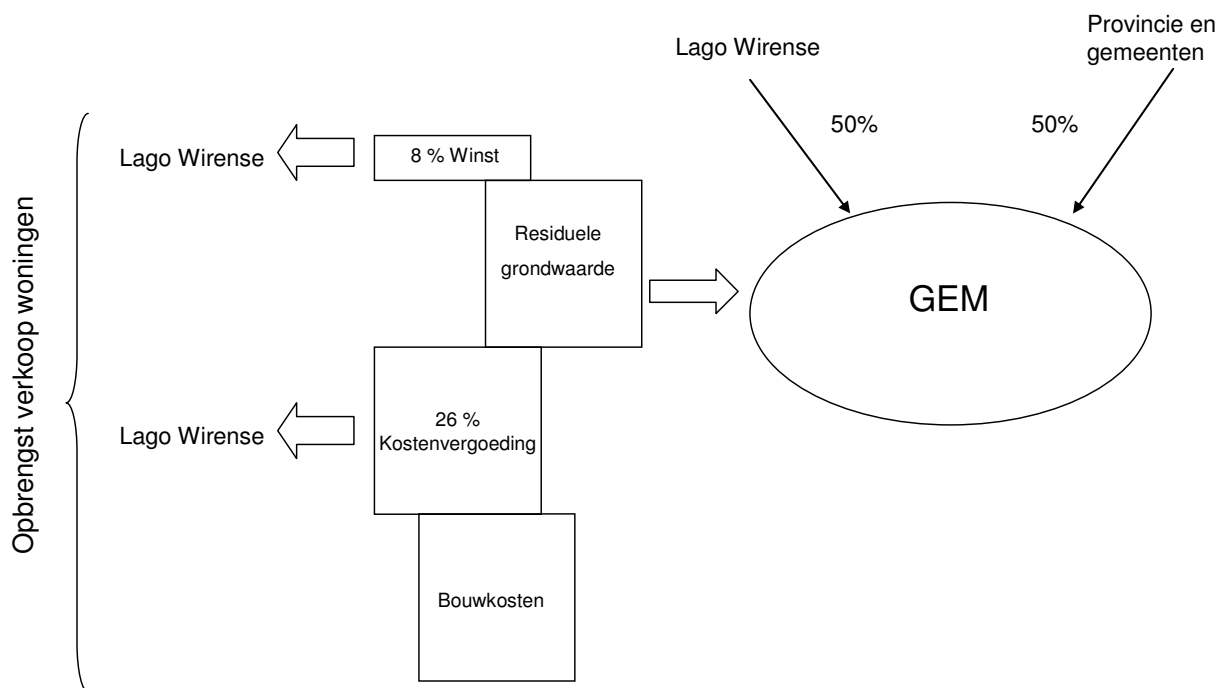 Opbrengst verkoop woningen
Lago Wirense
8 % Winst
Residuele
grondwaarde
Lago Wirense
26 %
Kostenvergoeding
Bouwkosten
Lago Wirense
Provincie en
gemeenten
50%
50%
GEM